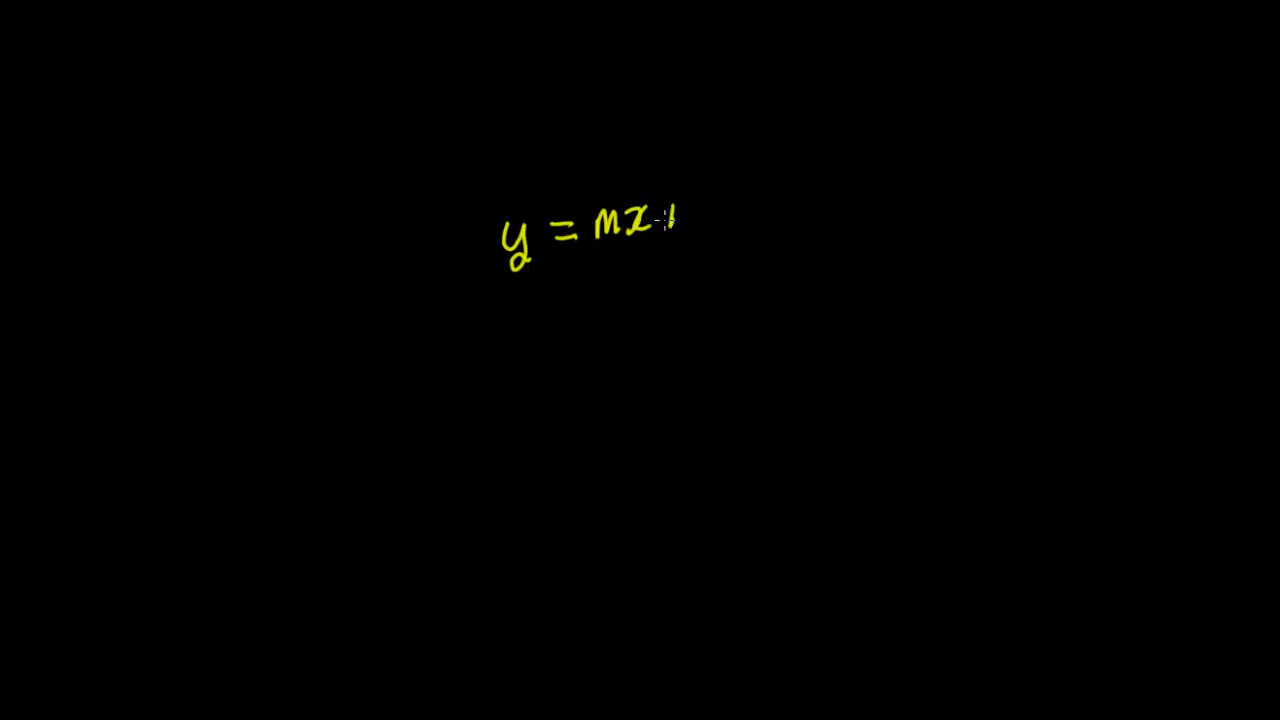 y = mx +